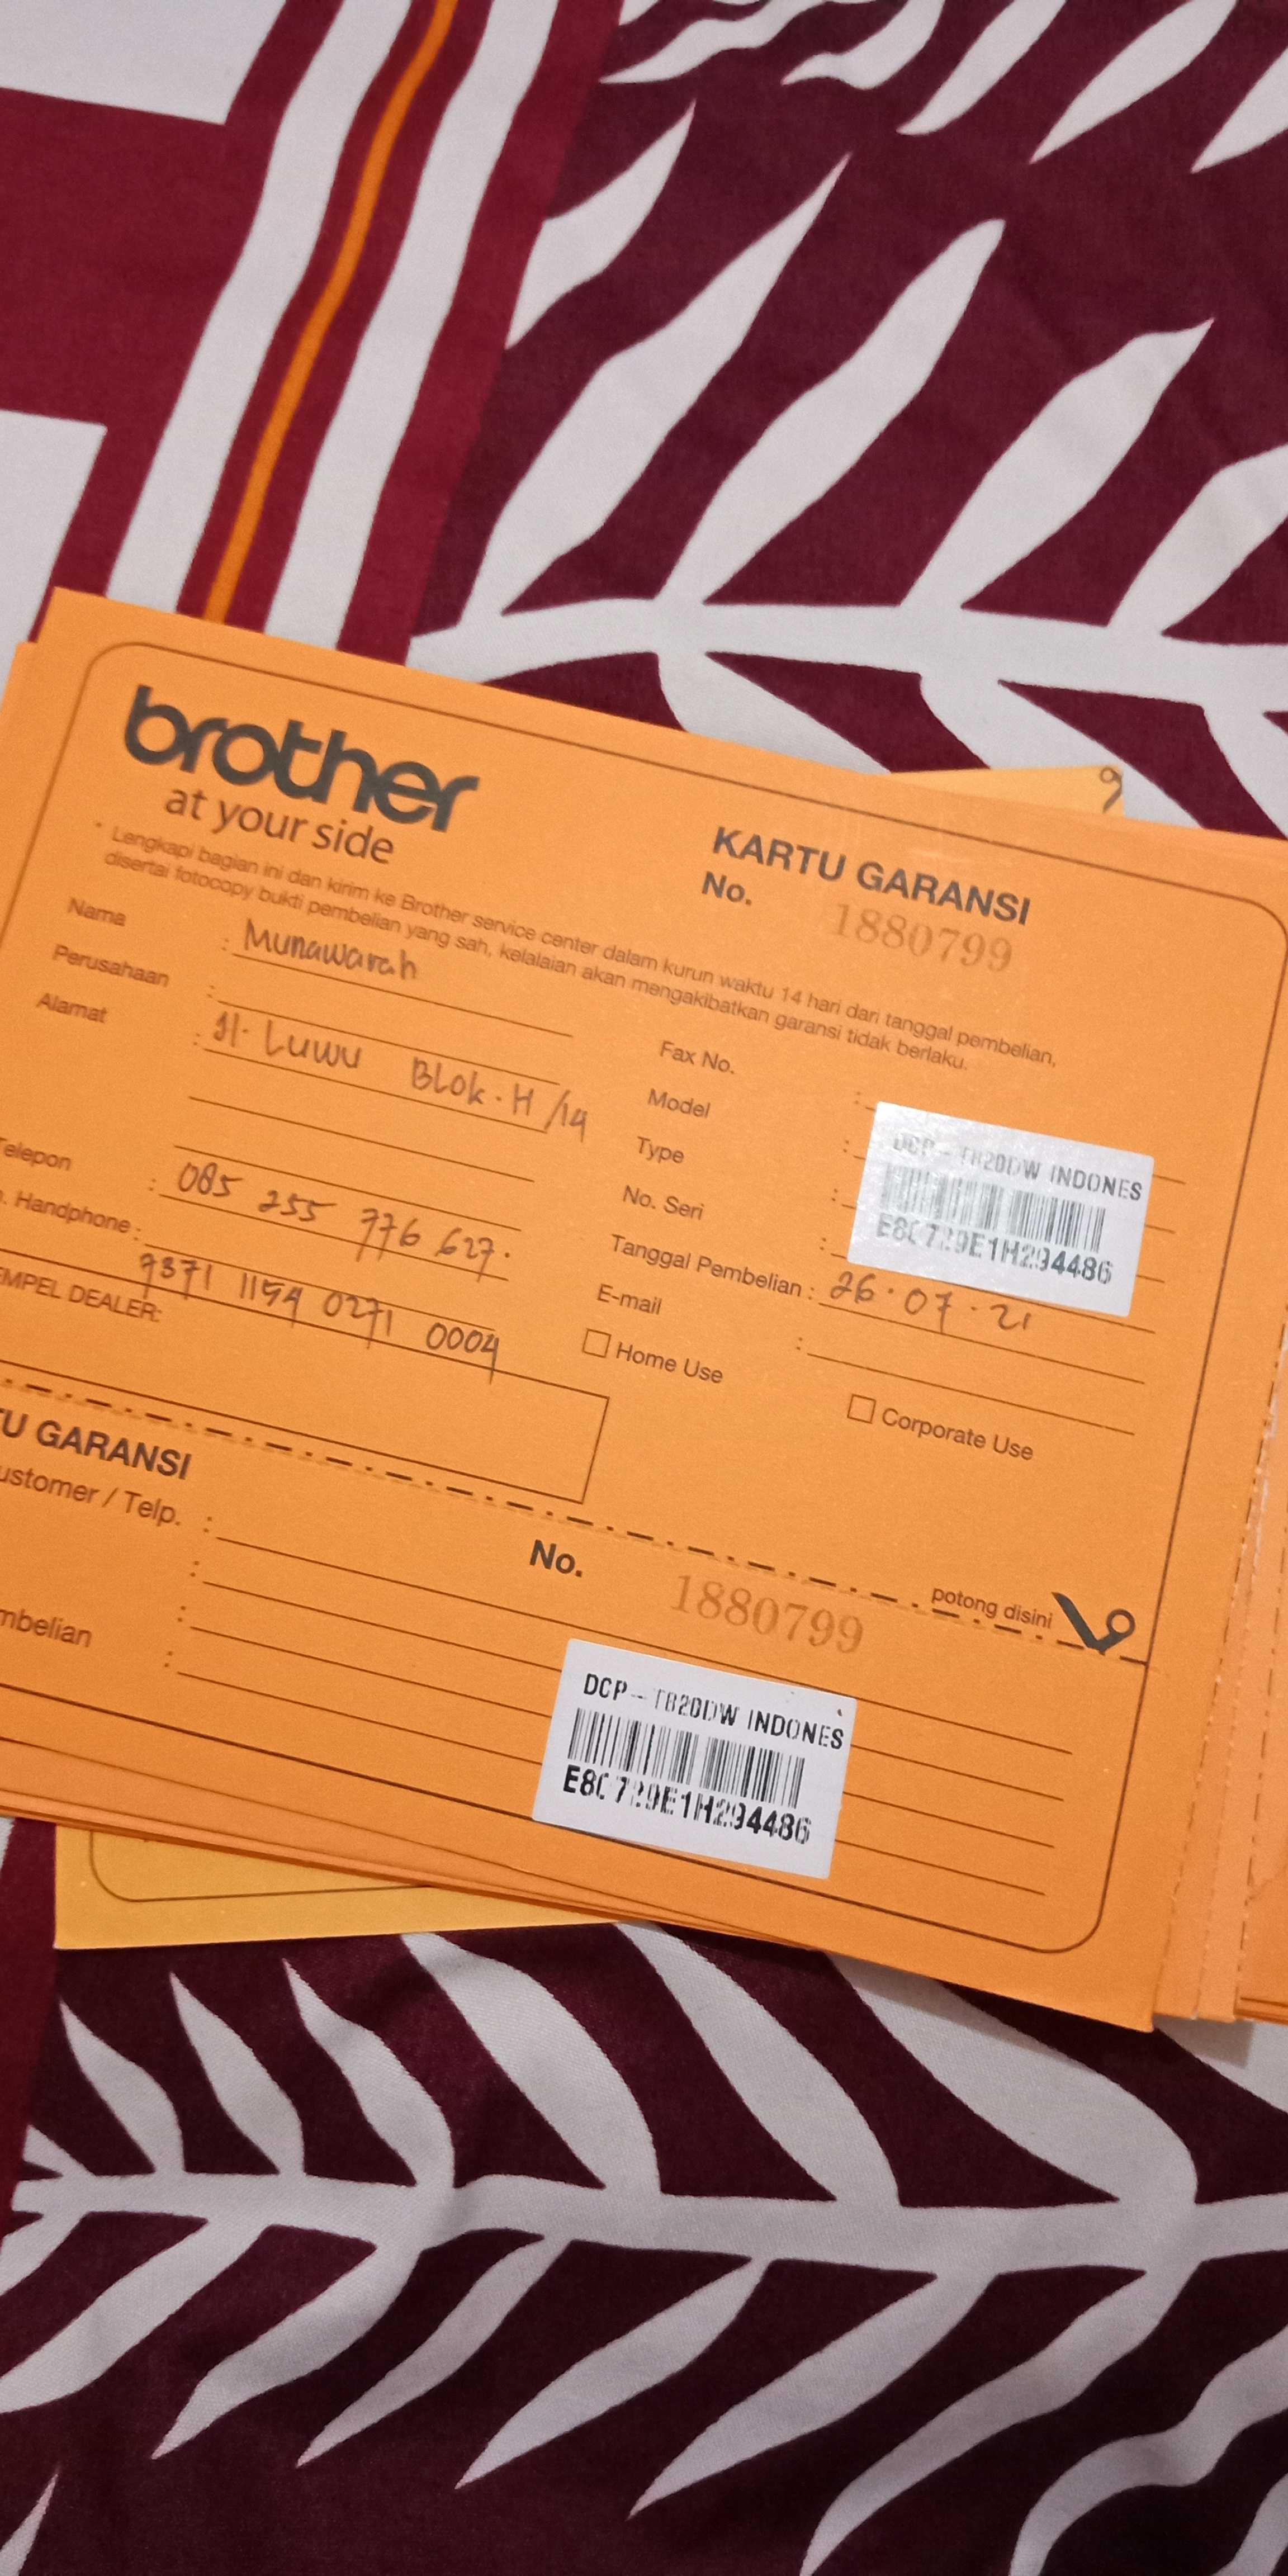 brother
at your side
KARTU GARANSI
No. 1880799
* Lengkapi bagian ini dan kirim ke Brother service center dalam kurun waktu 14 hari dari tanggal pembelian,
disertai fotocopy bukti pembelian yang sah, kelalaian akan mengakibatkan garansi tidak berlaku.
Nama : Munawarah
Perusahaan :
Alamat : Jl. Luwu Blok. H /14
Telepon : 085 255 776 627.
Handphone : 7371 1154 0271 0004
EMPEL DEALER:
Fax No. :
Model :
Type :
No. Seri :
DCP-T820DW INDONES
E80729E1H294486
Tanggal Pembelian : 26.07.21
E-mail :
Home Use
Corporate Use
potong disini
U GARANSI
No. 1880799
ustomer / Telp. :
mbelian :
DCP-T820DW INDONES
E80729E1H294486
9